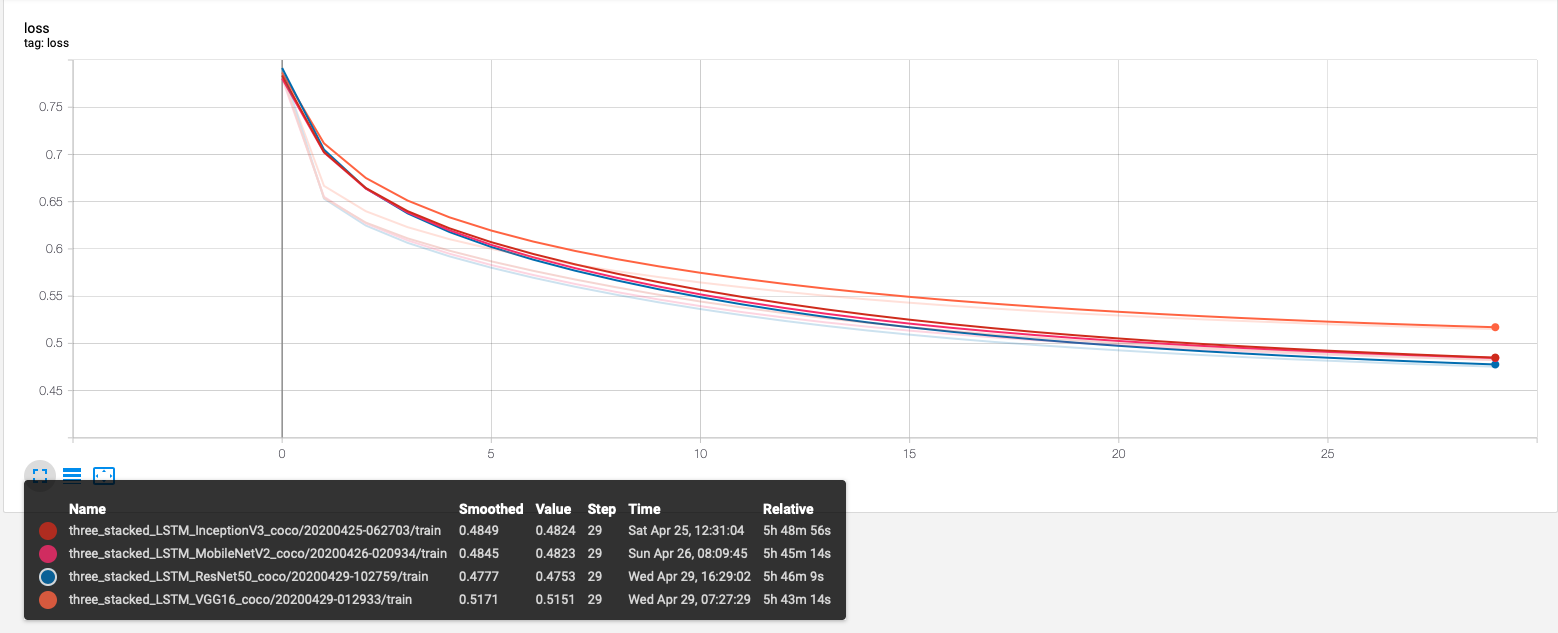 loss
tag: loss
0.75
0.7
0.65
0.6
0.55
0.5
0.45
0 5 10 15 20 25
Name Smoothed Value Step Time Relative
three_stacked_LSTM_InceptionV3_coco/20200425-062703/train 0.4849 0.4824 29 Sat Apr 25, 12:31:04 5h 48m 56s
three_stacked_LSTM_MobileNetV2_coco/20200426-020934/train 0.4845 0.4823 29 Sun Apr 26, 08:09:45 5h 45m 14s
three_stacked_LSTM_ResNet50_coco/20200429-102759/train 0.4777 0.4753 29 Wed Apr 29, 16:29:02 5h 46m 9s
three_stacked_LSTM_VGG16_coco/20200429-012933/train 0.5171 0.5151 29 Wed Apr 29, 07:27:29 5h 43m 14s